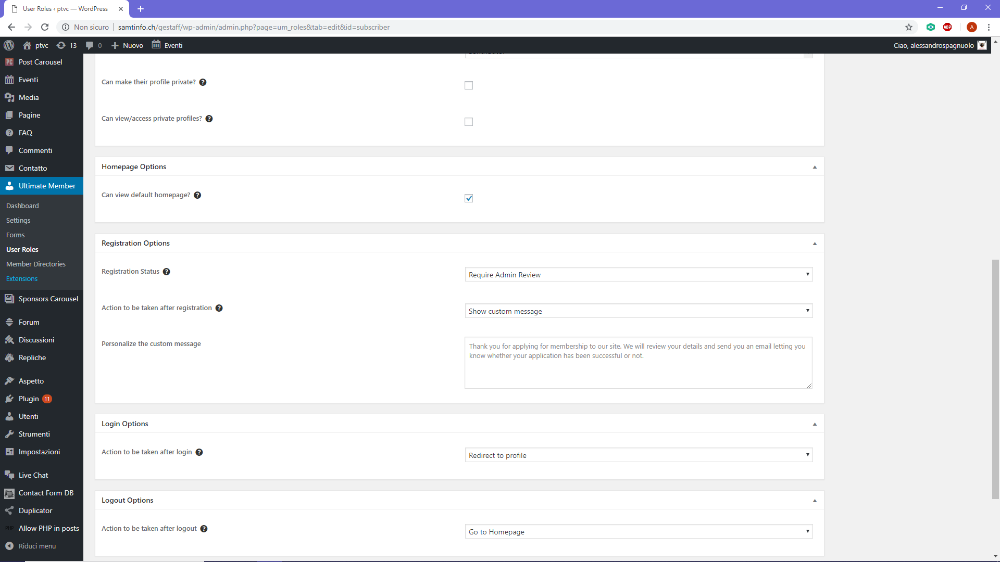 User Roles ‹ ptvc — WordPress
Non sicuro
samtinfo.ch/gestaff/wp-admin/admin.php?page=um_roles&tab=edit&id=subscriber
ABP
A
ptvc
13
0
Nuovo
Eventi
Ciao, alessandrospagnuolo
PC
Post Carousel
Eventi
Media
Pagine
FAQ
Commenti
Contatto
Ultimate Member
Dashboard
Settings
Forms
User Roles
Member Directories
Extensions
Sponsors Carousel
Forum
Discussioni
Repliche
Aspetto
Plugin 11
Utenti
Strumenti
Impostazioni
Live Chat
Contact Form DB
Duplicator
PHP
Allow PHP in posts
Riduci menu
Can make their profile private?
Can view/access private profiles?
Homepage Options
Can view default homepage?
Registration Options
Registration Status
Require Admin Review
Action to be taken after registration
Show custom message
Personalize the custom message
Thank you for applying for membership to our site. We will review your details and send you an email letting you
know whether your application has been successful or not.
Login Options
Action to be taken after login
Redirect to profile
Logout Options
Action to be taken after logout
Go to Homepage